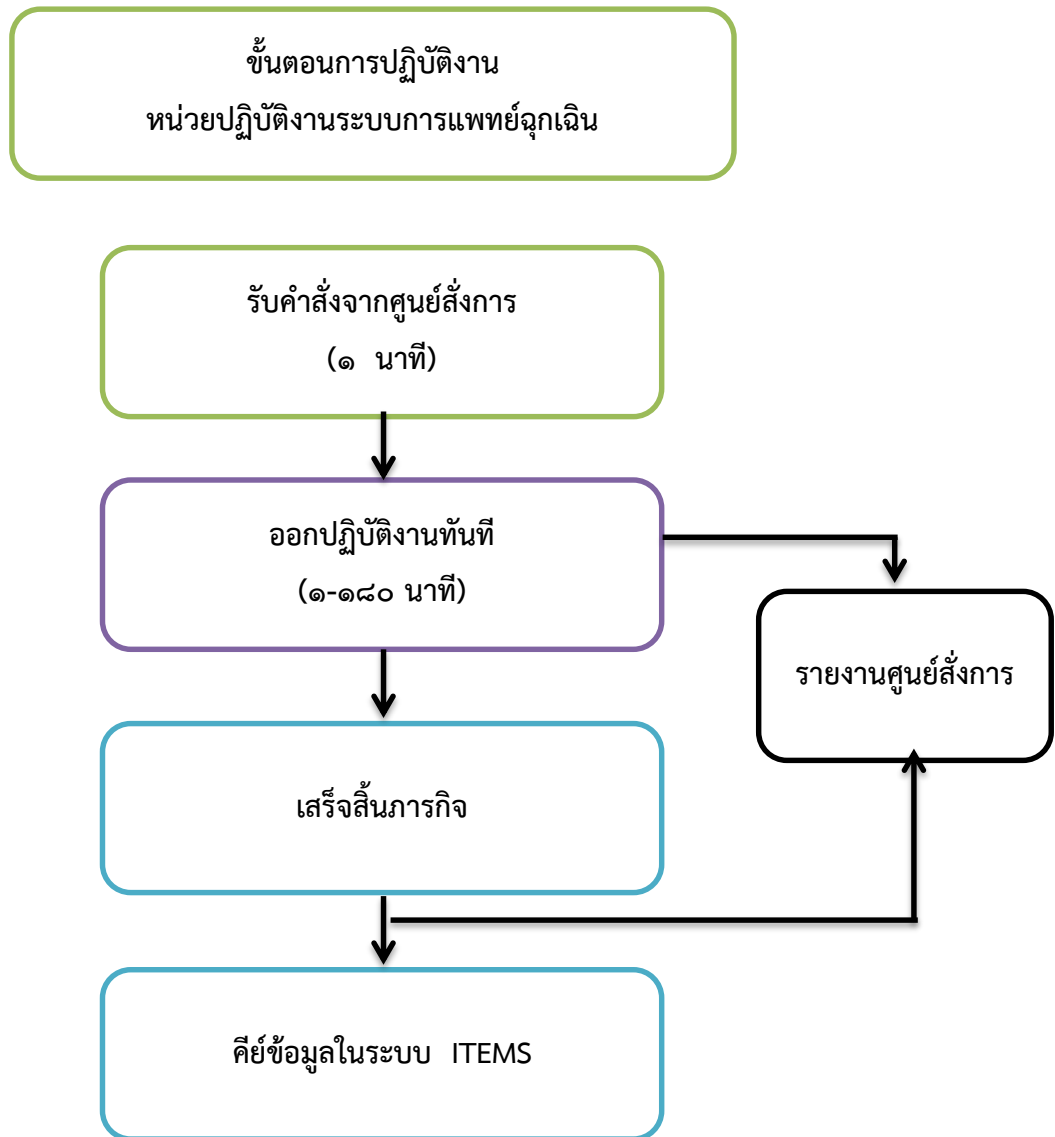 ขั้นตอนการปฏิบัติงาน
หน่วยปฏิบัติงานระบบการแพทย์ฉุกเฉิน
รับคำสั่งจากศูนย์สั่งการ
(๑ นาที)
ออกปฏิบัติงานทันที
(๑-๑๘๐ นาที)
รายงานศูนย์สั่งการ
เสร็จสิ้นภารกิจ
คีย์ข้อมูลในระบบ ITEMS